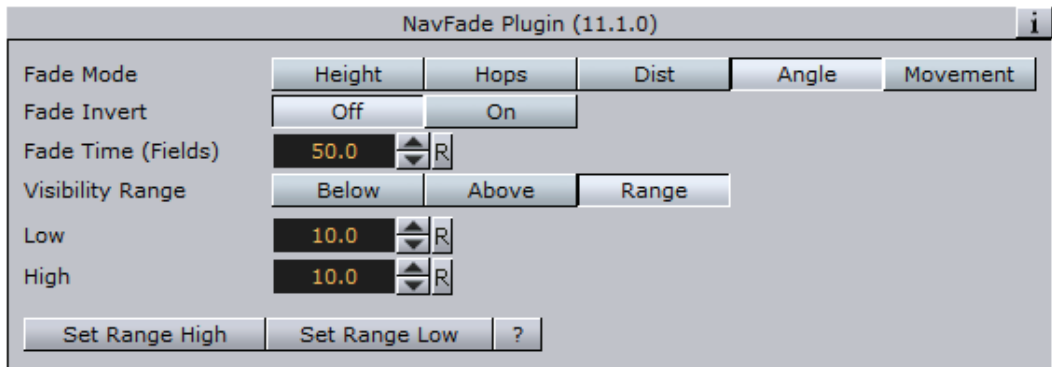 NavFade Plugin (11.1.0) i
Fade Mode Height Hops Dist Angle Movement
Fade Invert Off On
Fade Time (Fields) 50.0 R
Visibility Range Below Above Range
Low 10.0 R
High 10.0 R
Set Range High Set Range Low ?